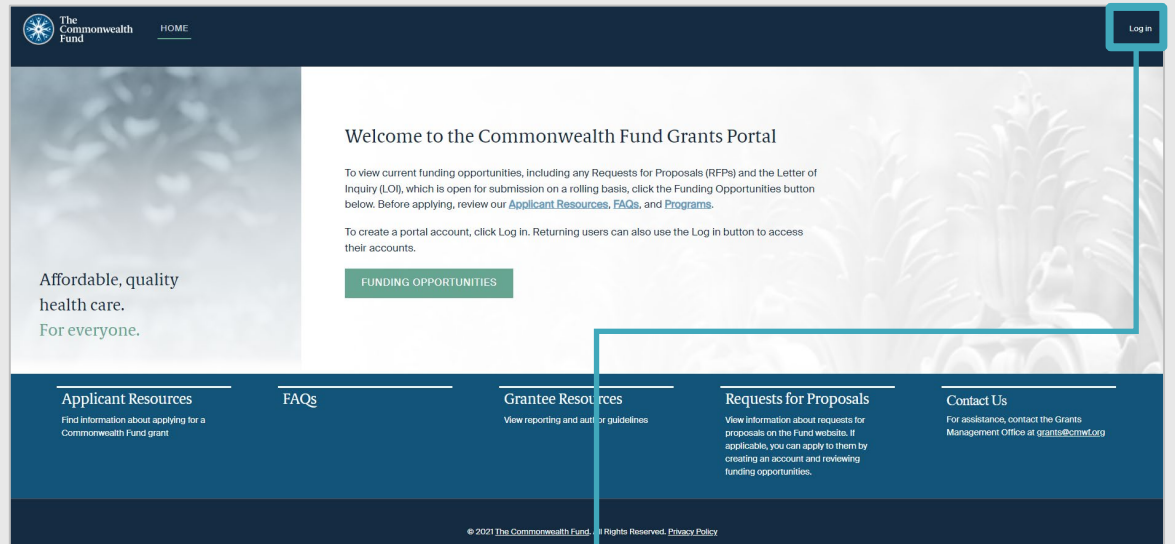 The
Commonwealth
Fund
HOME
Log in
Welcome to the Commonwealth Fund Grants Portal
To view current funding opportunities, including any Requests for Proposals (RFPs) and the Letter of
Inquiry (LOI), which is open for submission on a rolling basis, click the Funding Opportunities button
below. Before applying, review our Applicant Resources, FAQs, and Programs.
To create a portal account, click Log in. Returning users can also use the Log in button to access
their accounts.
FUNDING OPPORTUNITIES
Affordable, quality
health care.
For everyone.
Applicant Resources
Find information about applying for a
Commonwealth Fund grant
FAQs
Grantee Resources
View reporting and author guidelines
Requests for Proposals
View information about requests for
proposals on the Fund website. If
applicable, you can apply to them by
creating an account and reviewing
funding opportunities.
Contact Us
For assistance, contact the Grants
Management Office at grants@cmwf.org
© 2021 The Commonwealth Fund. All Rights Reserved. Privacy Policy